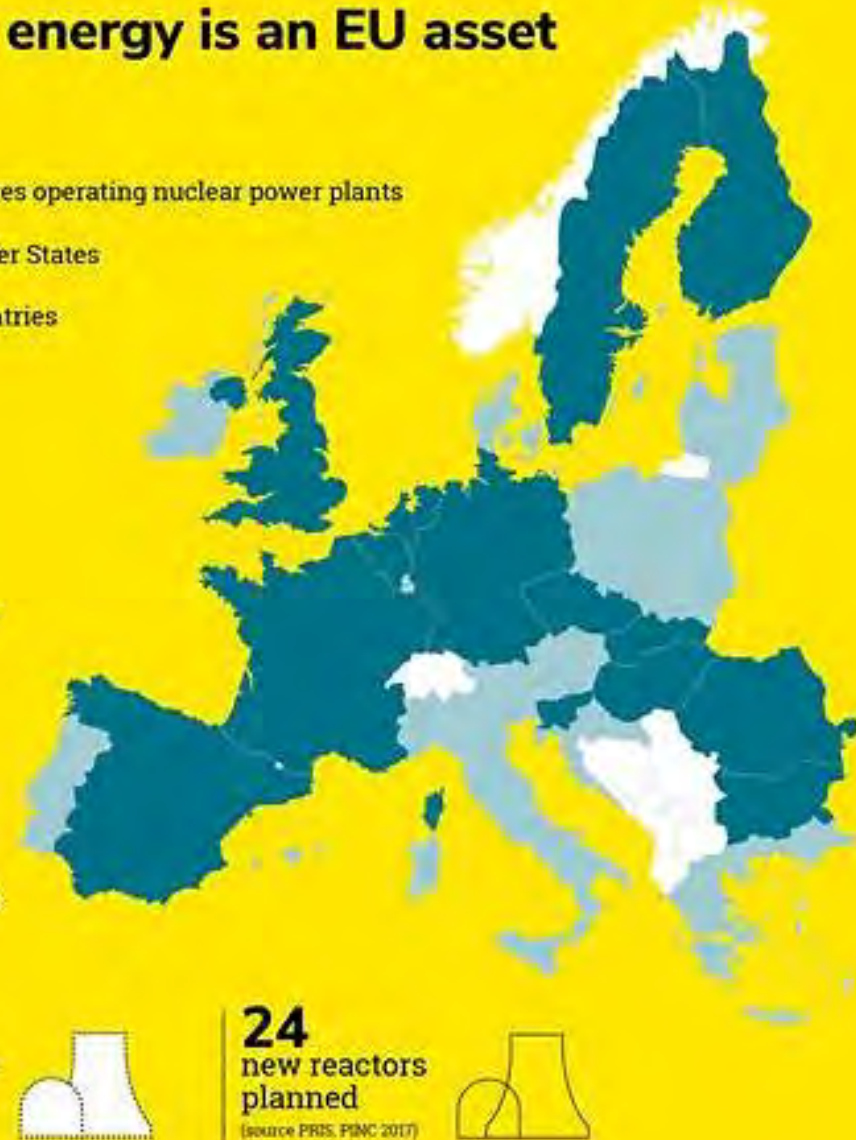 energy is an EU asset
es operating nuclear power plants
er States
tries
24
new reactors
planned
(source PRIS, PINC 2017)